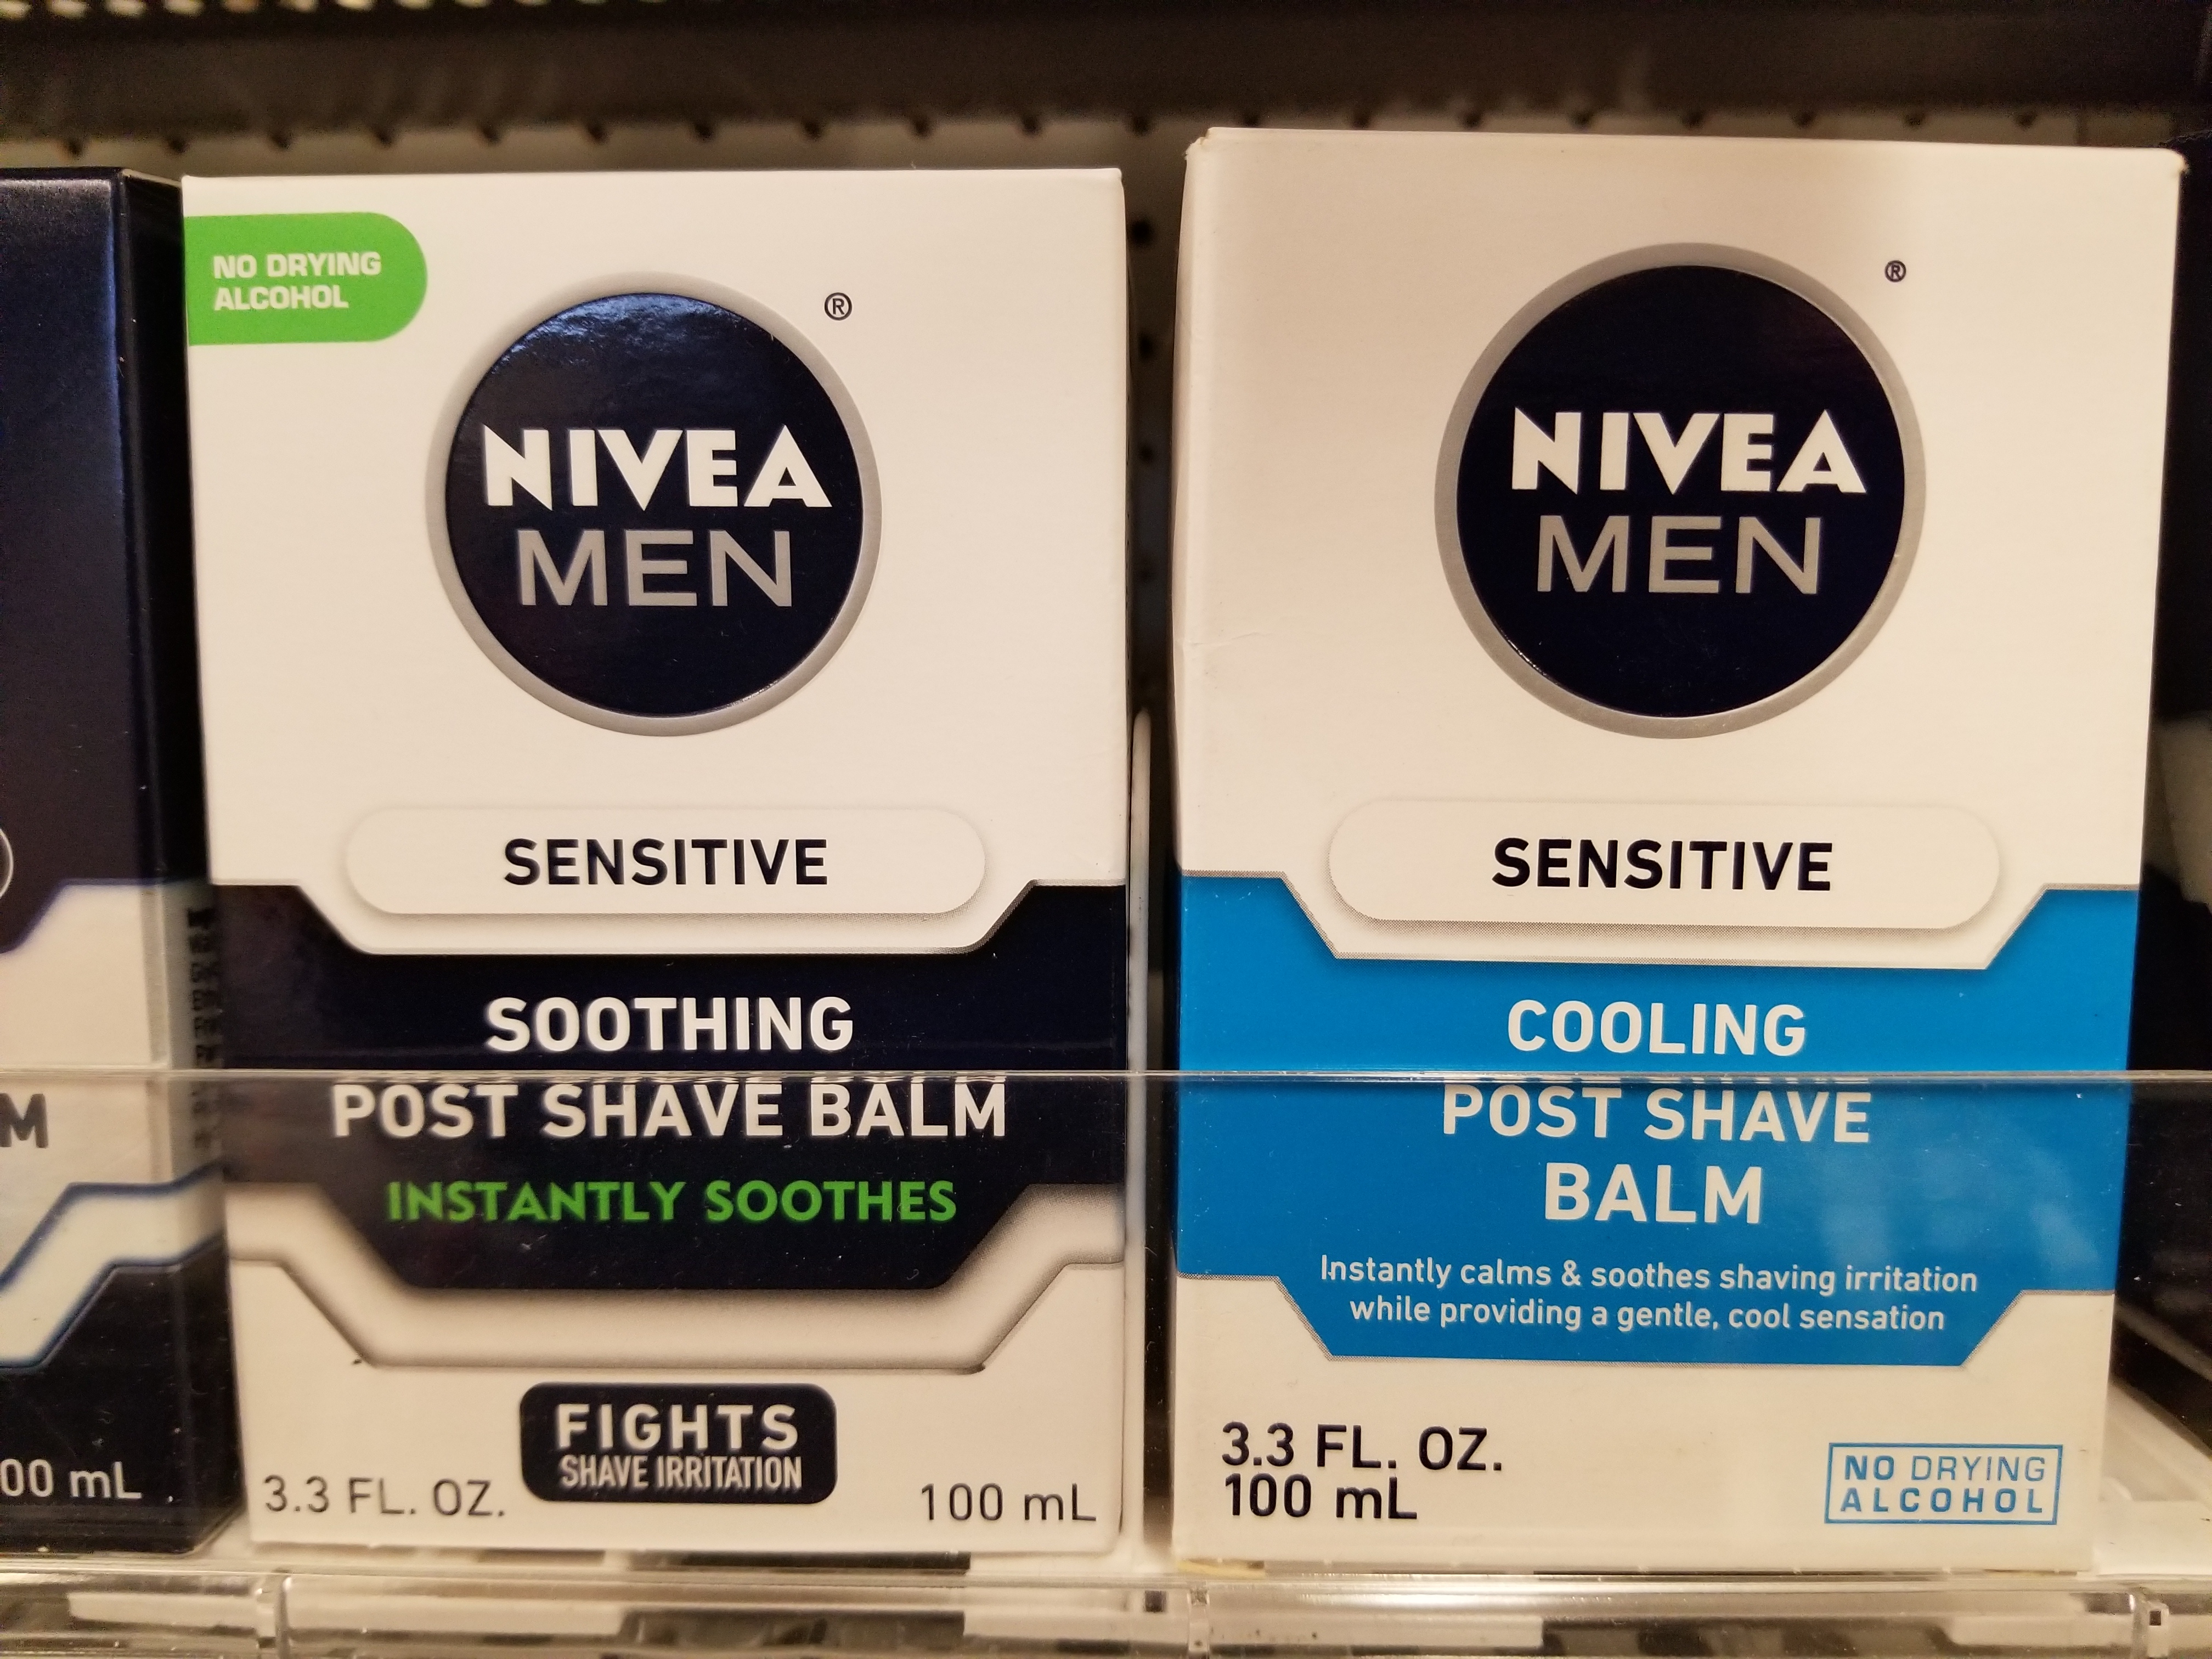 NO DRYING
ALCOHOL
®
NIVEA
MEN
SENSITIVE
SOOTHING
POST SHAVE BALM
INSTANTLY SOOTHES
FIGHTS
SHAVE IRRITATION
3.3 FL. OZ.
100 mL
®
NIVEA
MEN
SENSITIVE
COOLING
POST SHAVE
BALM
Instantly calms & soothes shaving irritation
while providing a gentle, cool sensation
3.3 FL. OZ.
100 mL
NO DRYING
ALCOHOL
M
00 mL